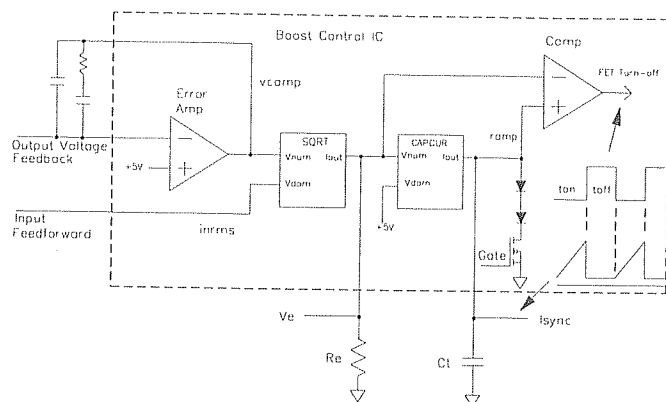 Boost Control IC
Comp
FET Turn-off
vcomp
Error
Amp
SQRT
CAPCUR
ramp
Output Voltage
Feedback
+5V
Vnum Iout
Vdom
Vnum Iout
Vdom
ton toff
+5V
Gate
Input
Feedforward
inrms
Ve
Isync
Re
Ct